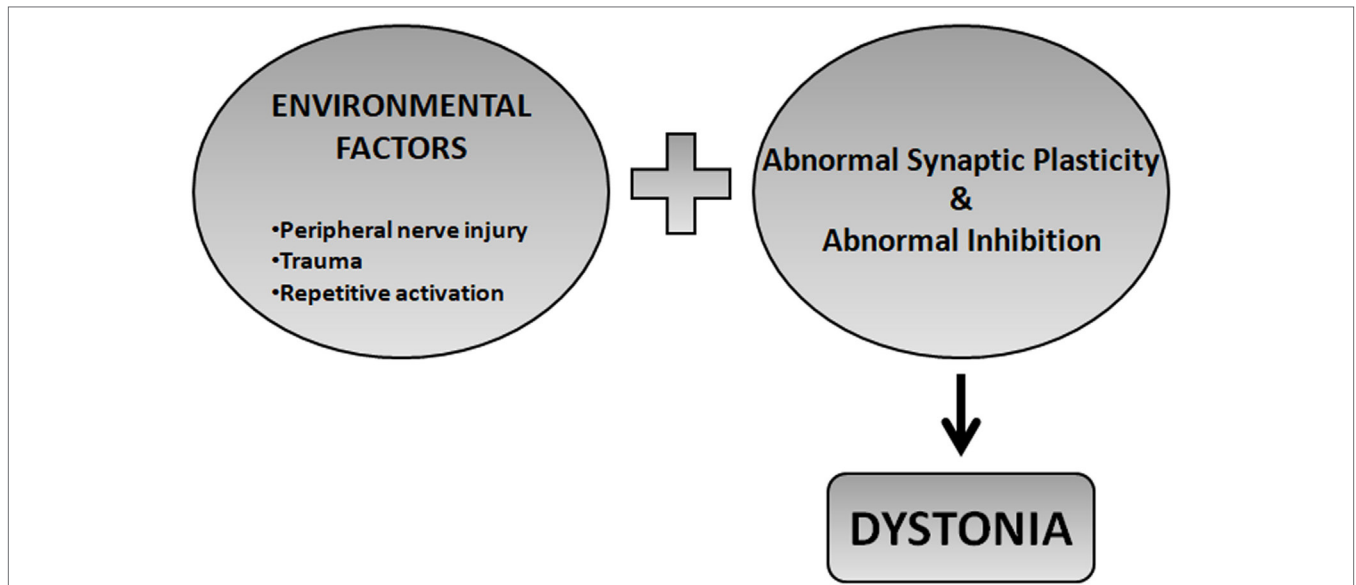 ENVIRONMENTAL
FACTORS
•Peripheral nerve injury
•Trauma
•Repetitive activation
Abnormal Synaptic Plasticity
&
Abnormal Inhibition
DYSTONIA